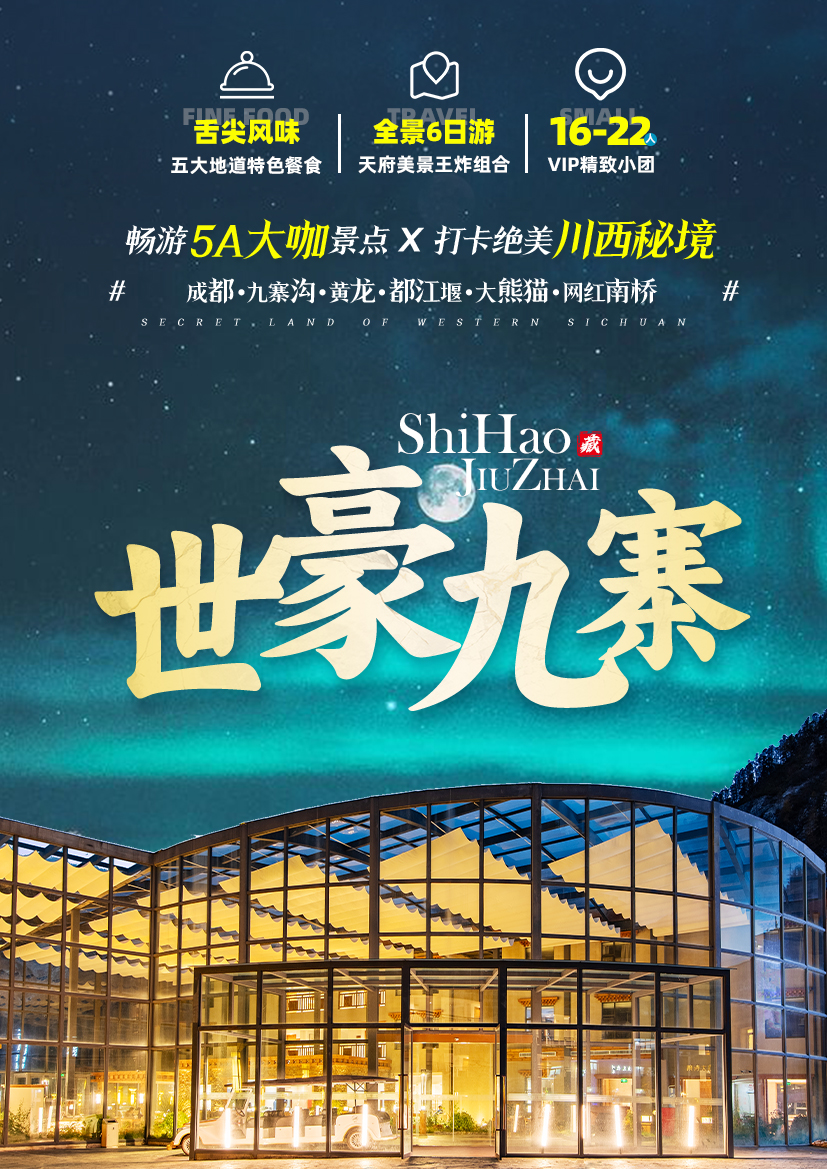 FINE FOOD
TRAVEL
SMALL
舌尖风味
全景6日游
16-22人
五大地道特色餐食
天府美景王炸组合
VIP精致小团
畅游5A大咖景点 X 打卡绝美川西秘境
# 成都·九寨沟·黄龙·都江堰·大熊猫·网红南桥 #
SECRET LAND OF WESTERN SICHUAN
ShiHao 藏
JIUZHAI
世豪九寨